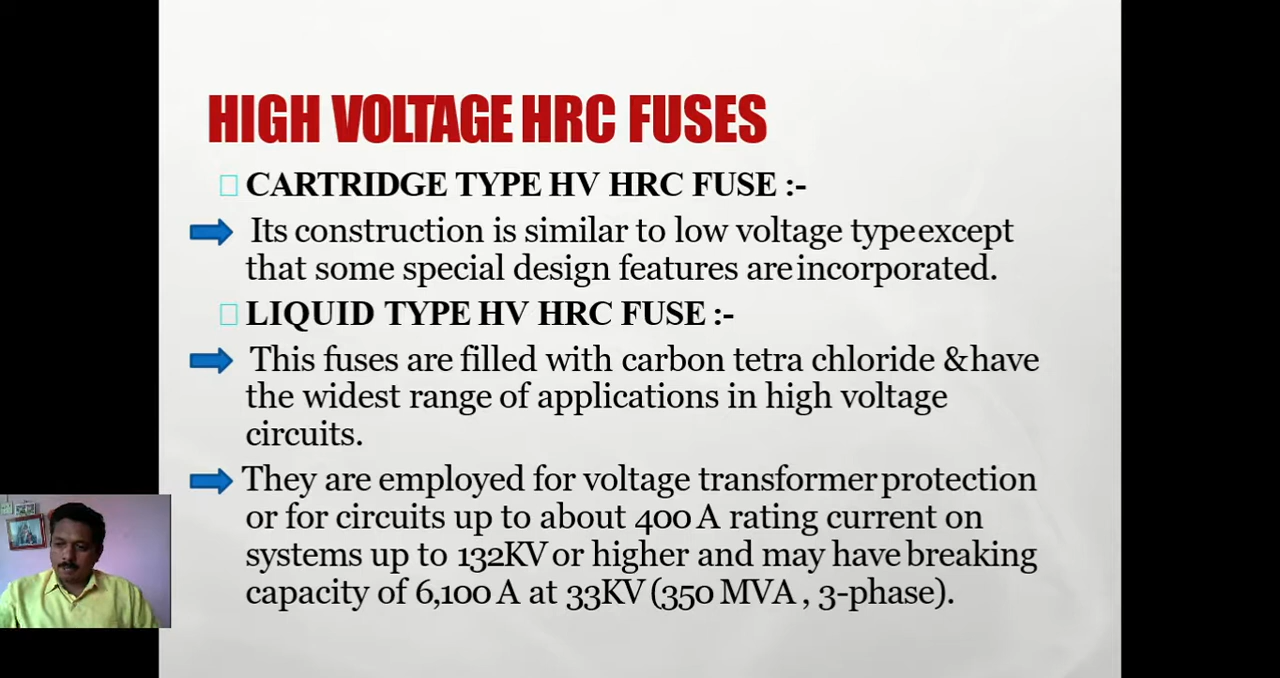 HIGH VOLTAGE HRC FUSES
CARTRIDGE TYPE HV HRC FUSE :-
Its construction is similar to low voltage type except
that some special design features are incorporated.
LIQUID TYPE HV HRC FUSE :-
This fuses are filled with carbon tetra chloride & have
the widest range of applications in high voltage
circuits.
They are employed for voltage transformer protection
or for circuits up to about 400 A rating current on
systems up to 132KV or higher and may have breaking
capacity of 6,100 A at 33KV (350 MVA , 3-phase).